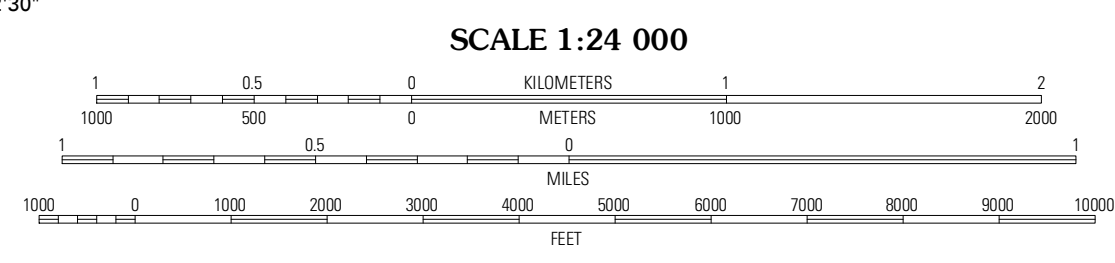 2'30"
SCALE 1:24 000
1 0.5 0 KILOMETERS 1 2
1000 500 0 METERS 1000 2000
1 0.5 0 1
MILES
1000 0 1000 2000 3000 4000 5000 6000 7000 8000 9000 10000
FEET